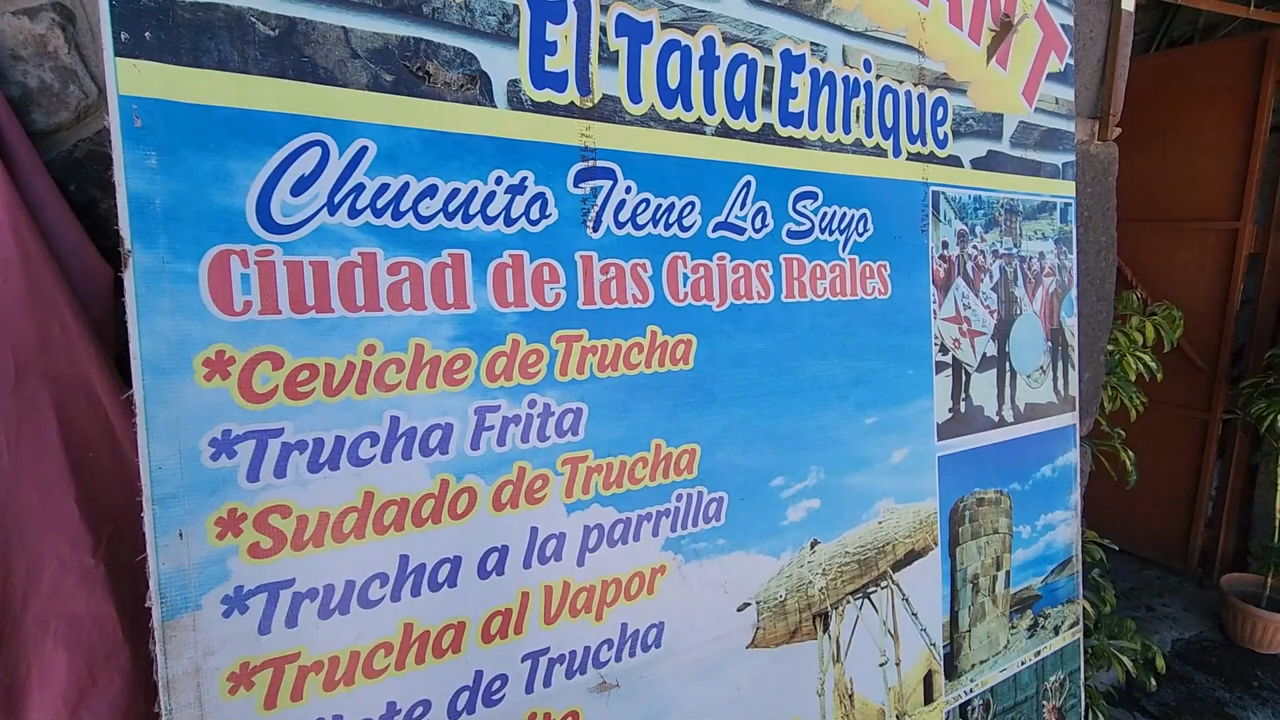 El Tata Enrique
Chucuito Tiene Lo Suyo
Ciudad de las Cajas Reales
*Ceviche de Trucha
*Trucha Frita
*Sudado de Trucha
*Trucha a la parrilla
*Trucha al Vapor
de Trucha